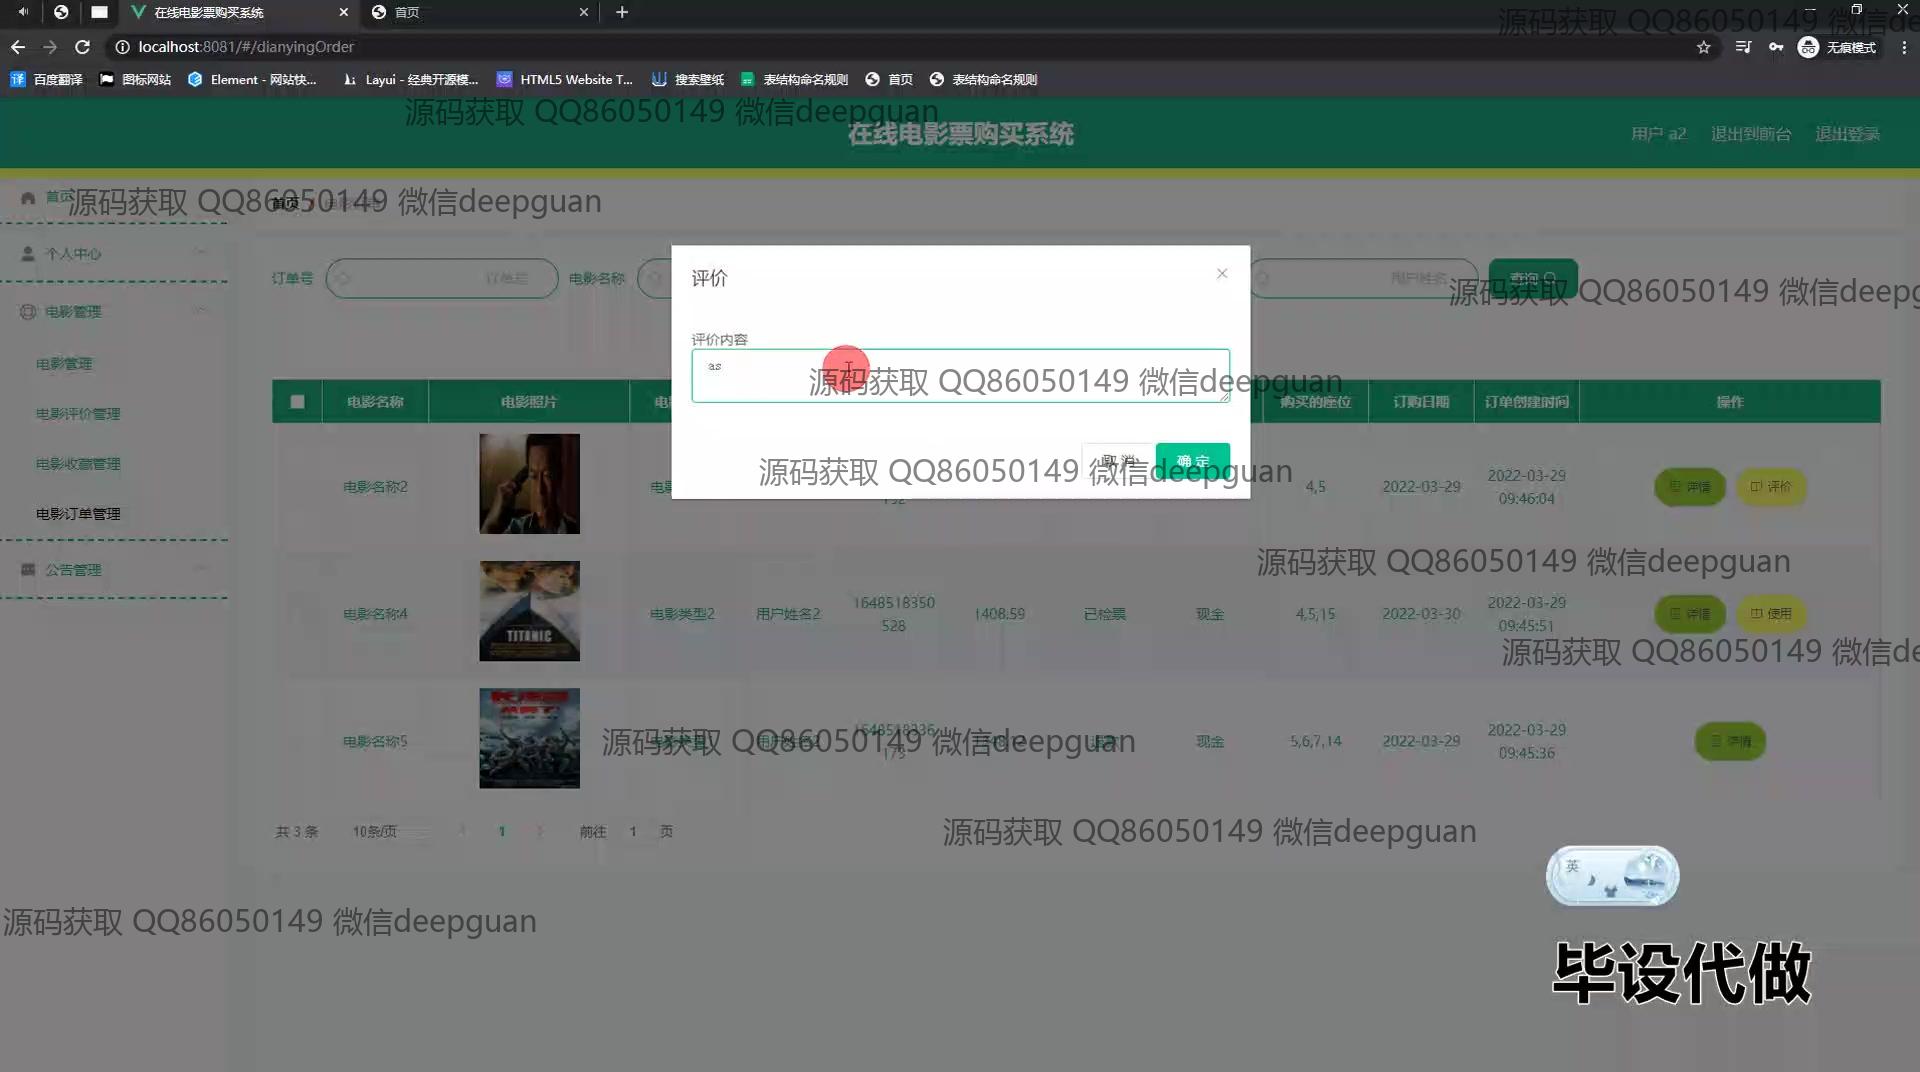 在线电影票购买系统
首页
localhost:8081/#/dianyingOrder
无痕模式
百度翻译
图标网站
Element - 网站快...
Layui - 经典开源模...
HTML5 Website T...
搜索壁纸
表结构命名规则
首页
表结构命名规则
源码获取 QQ86050149 微信de
源码获取 QQ86050149 微信deepguan
在线电影票购买系统
用户 a2
退出到前台
退出登录
首页
源码获取 QQ86050149 微信deepguan
首页
个人中心
电影管理
电影管理
电影评价管理
电影收藏管理
电影订单管理
公告管理
订单号
订单号
电影名称
用户姓名
查询
源码获取 QQ86050149 微信deepg
评价
评价内容
as
源码获取 QQ86050149 微信deepguan
取 消
确 定
源码获取 QQ86050149 微信deepguan
电影名称
电影照片
购买的座位
订购日期
订单创建时间
操作
电影名称2
4,5
2022-03-29
2022-03-29
09:46:04
详情
评价
源码获取 QQ86050149 微信deepguan
电影名称4
TITANIC
电影类型2
用户姓名2
1648518350
528
1408.59
已检票
现金
4,5,15
2022-03-30
2022-03-29
09:45:51
详情
使用
源码获取 QQ86050149 微信de
电影名称5
源码获取 QQ86050149 微信deepguan
1648518336
现金
5,6,7,14
2022-03-29
2022-03-29
09:45:36
详情
共 3 条
10条/页
1
前往
1
页
源码获取 QQ86050149 微信deepguan
英
源码获取 QQ86050149 微信deepguan
毕设代做